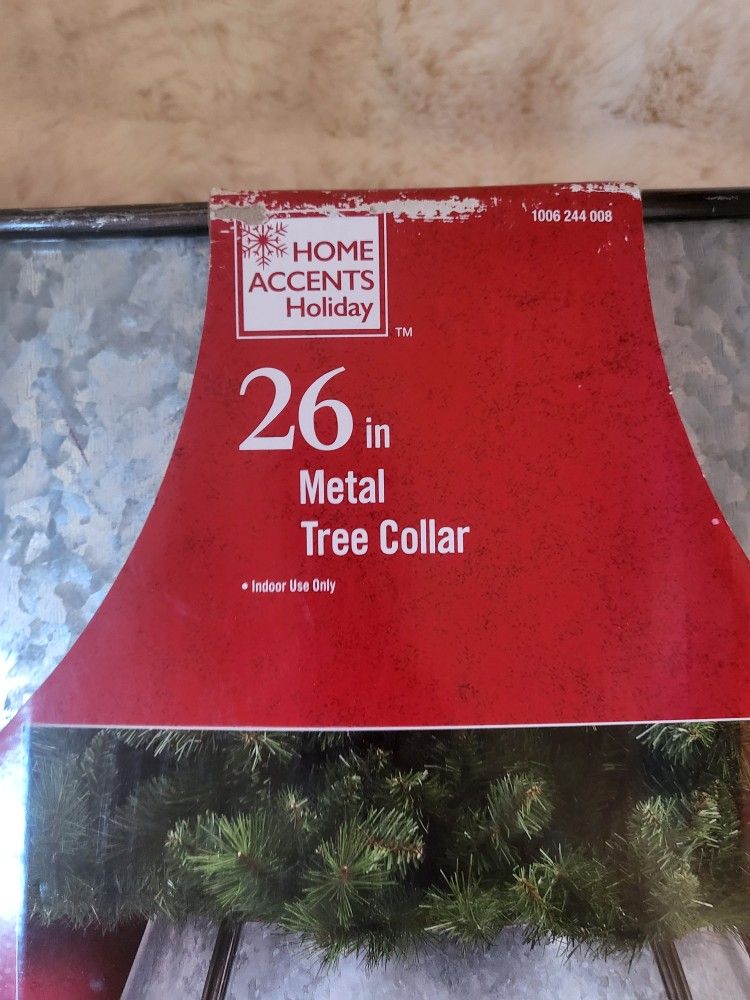 1006 244 008
HOME
ACCENTS
Holiday
TM
26 in
Metal
Tree Collar
• Indoor Use Only